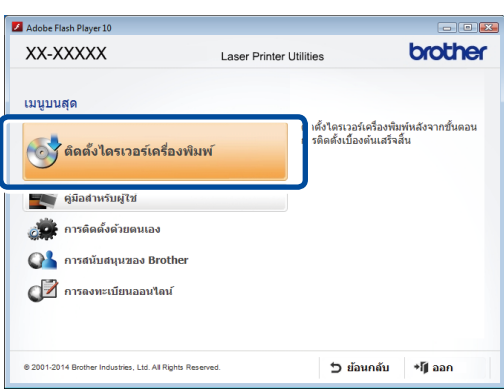 Adobe Flash Player 10
XX-XXXXX
Laser Printer Utilities
brother
เมนูบนสุด
ติดตั้งไดรเวอร์เครื่องพิมพ์
ตั้งไดรเวอร์เครื่องพิมพ์หลังจากขั้นตอน
รติดตั้งเบื้องต้นเสร็จสิ้น
คู่มือสำหรับผู้ใช้
การติดตั้งด้วยตนเอง
การสนับสนุนของ Brother
การลงทะเบียนออนไลน์
© 2001-2014 Brother Industries, Ltd. All Rights Reserved.
ย้อนกลับ
ออก